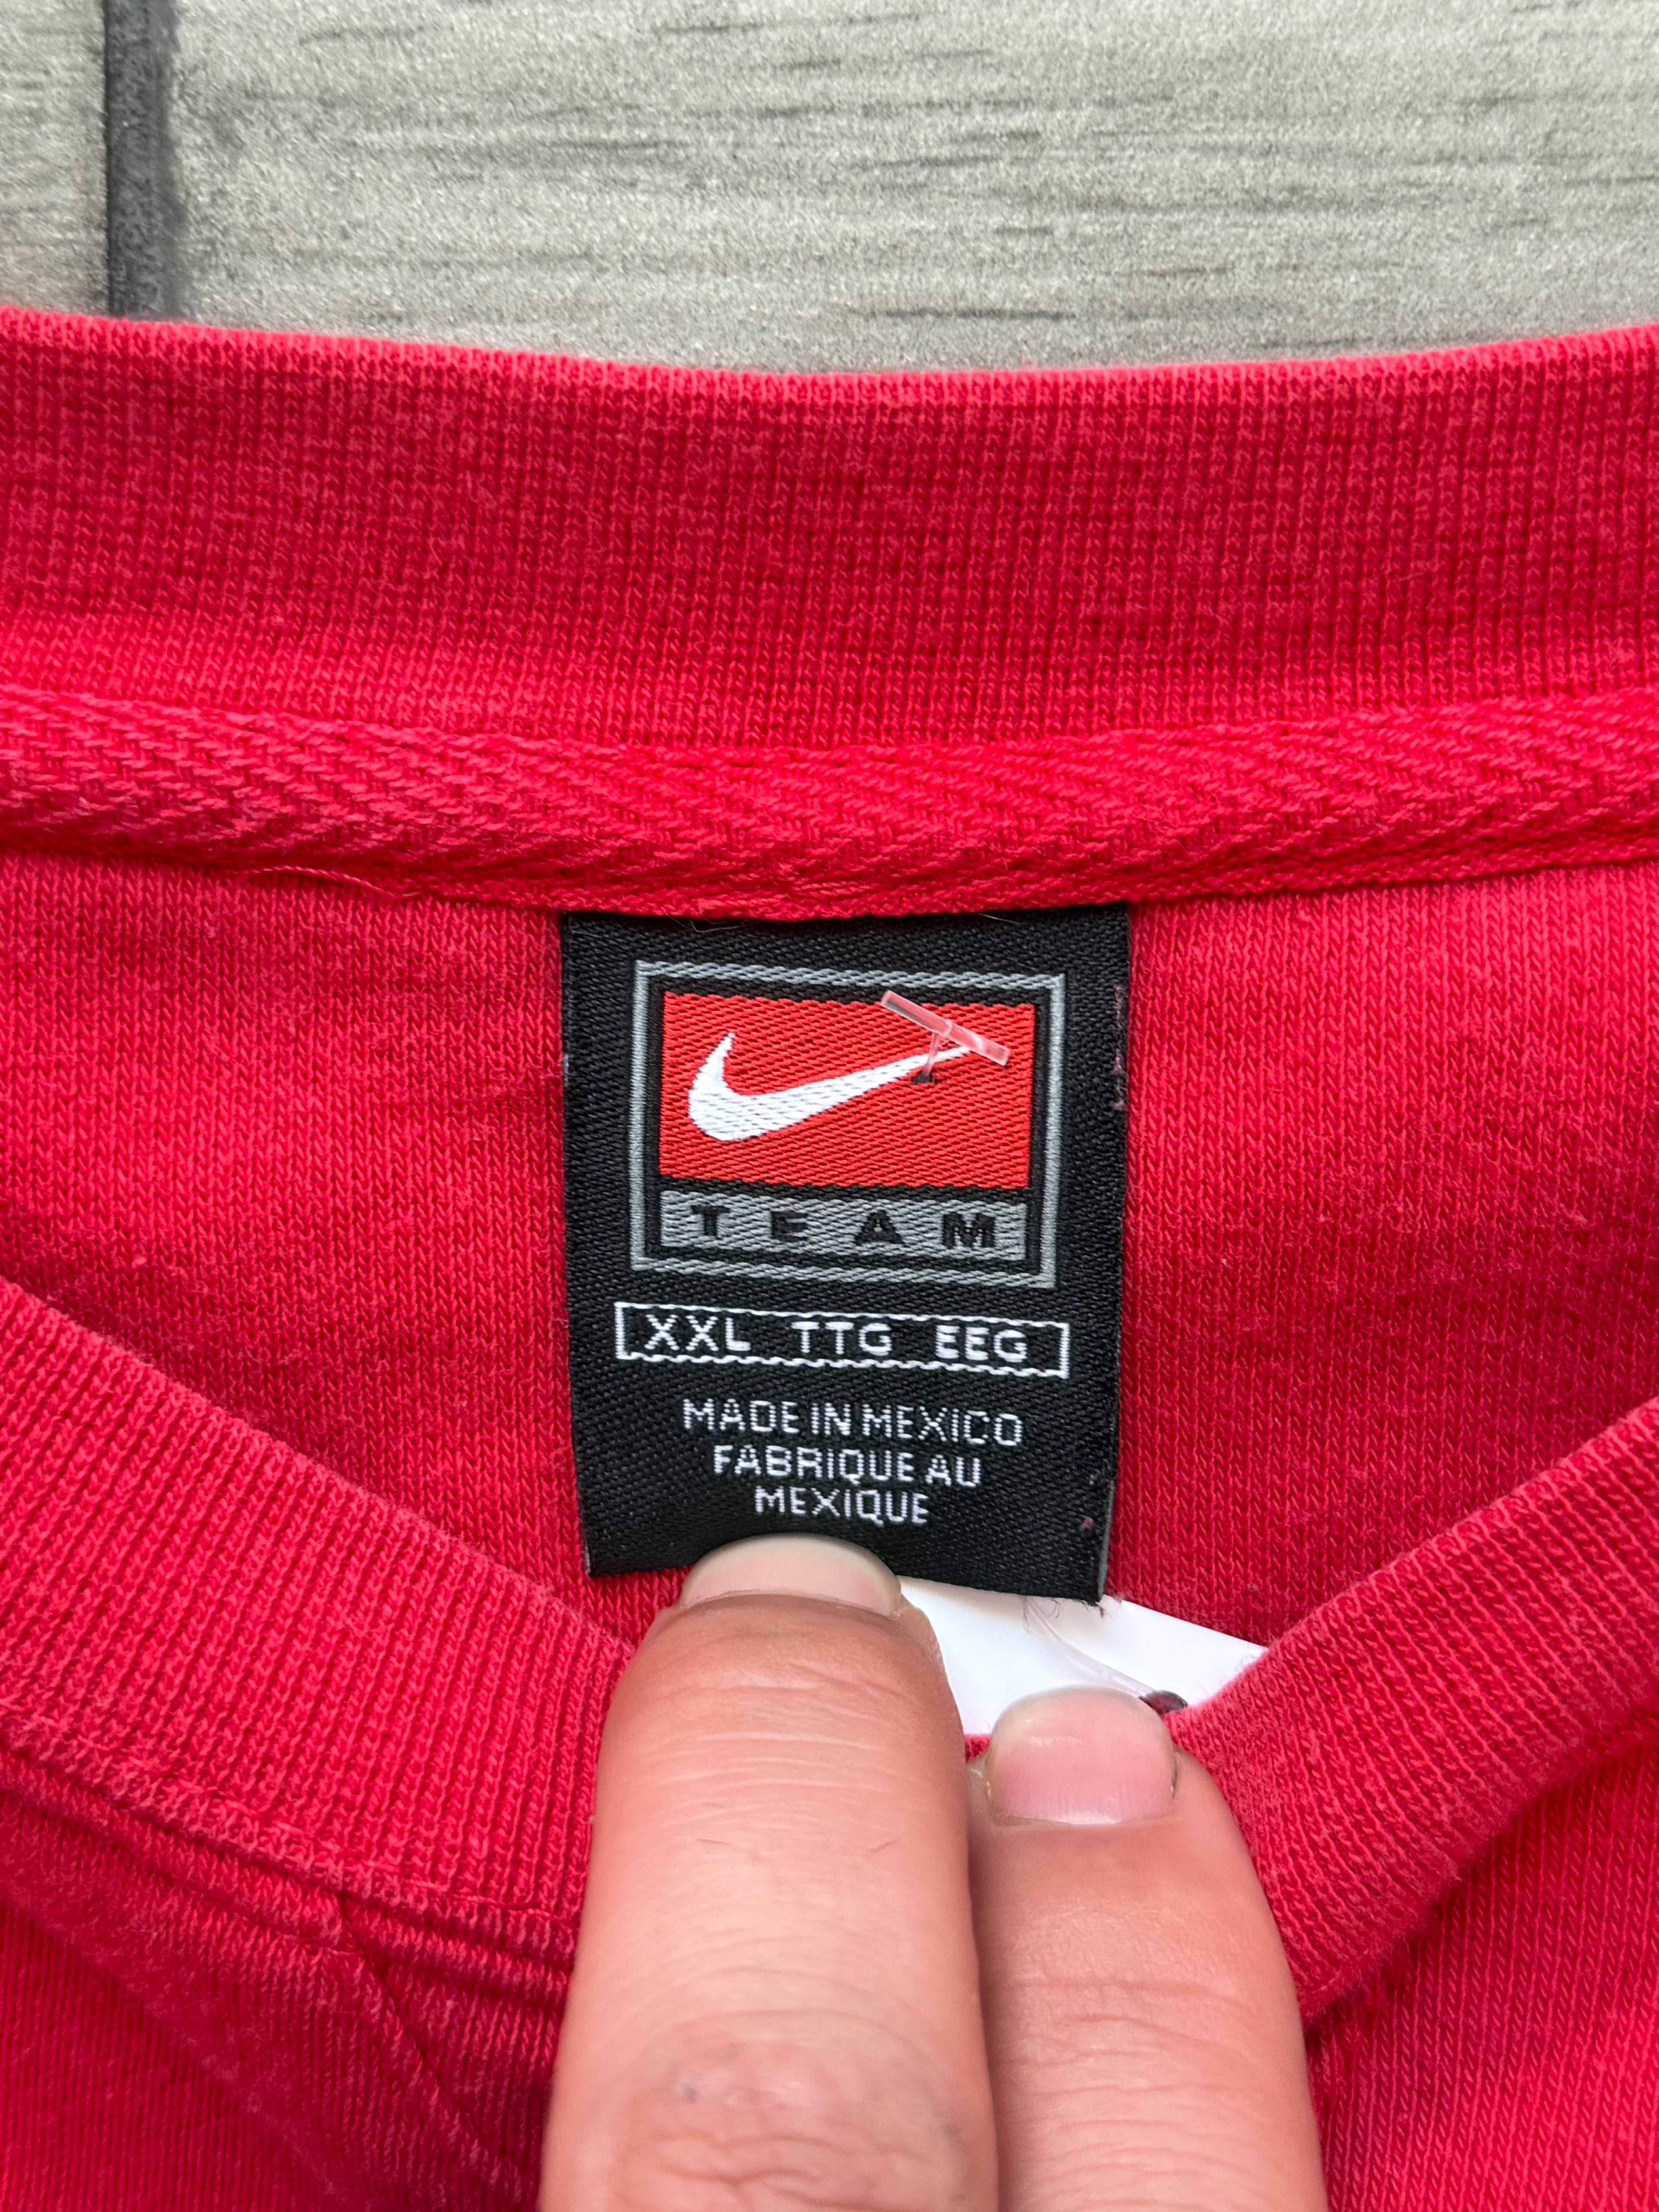 TEAM
XXL TTG EEG
MADE IN MEXICO
FABRIQUE AU
MEXIQUE